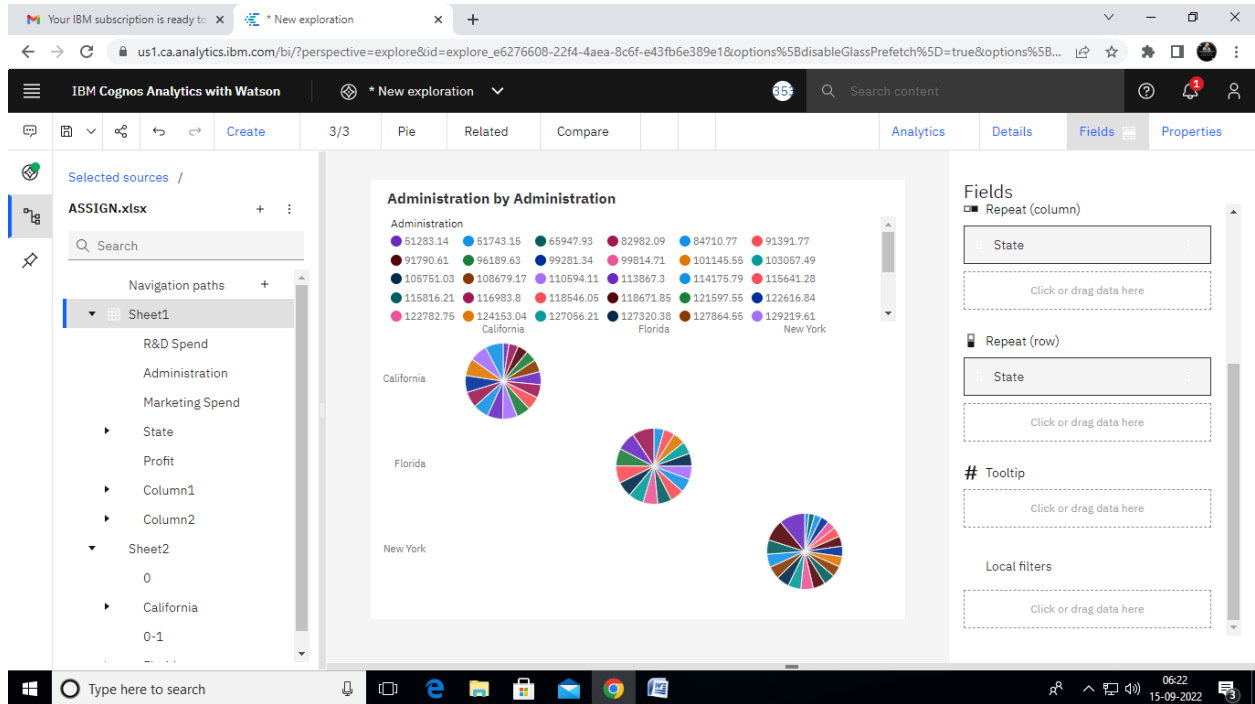 Your IBM subscription is ready to
* New exploration
us1.ca.analytics.ibm.com/bi/?perspective=explore&id=explore_e6276608-22f4-4aea-8c6f-e43fb6e389e1&options%5BdisableGlassPrefetch%5D=true&options%5B...
IBM Cognos Analytics with Watson
* New exploration
353
Search content
1
Create
3/3
Pie
Related
Compare
Analytics
Details
Fields
Properties
Selected sources /
ASSIGN.xlsx
Search
Navigation paths
Sheet1
R&D Spend
Administration
Marketing Spend
State
Profit
Column1
Column2
Sheet2
0
California
0-1
Administration by Administration
Administration
51283.14 51743.15 65947.93 82982.09 84710.77 91391.77
91790.61 96189.63 99281.34 99814.71 101145.55 103057.49
105751.03 108679.17 110594.11 113867.3 114175.79 115641.28
115816.21 116983.8 118546.05 118671.85 121597.55 122616.84
122782.75 124153.04 127056.21 127320.38 127864.55 129219.61
California Florida New York
California
Florida
New York
Fields
Repeat (column)
State
Click or drag data here
Repeat (row)
State
Click or drag data here
# Tooltip
Click or drag data here
Local filters
Click or drag data here
Type here to search
06:22
15-09-2022
3